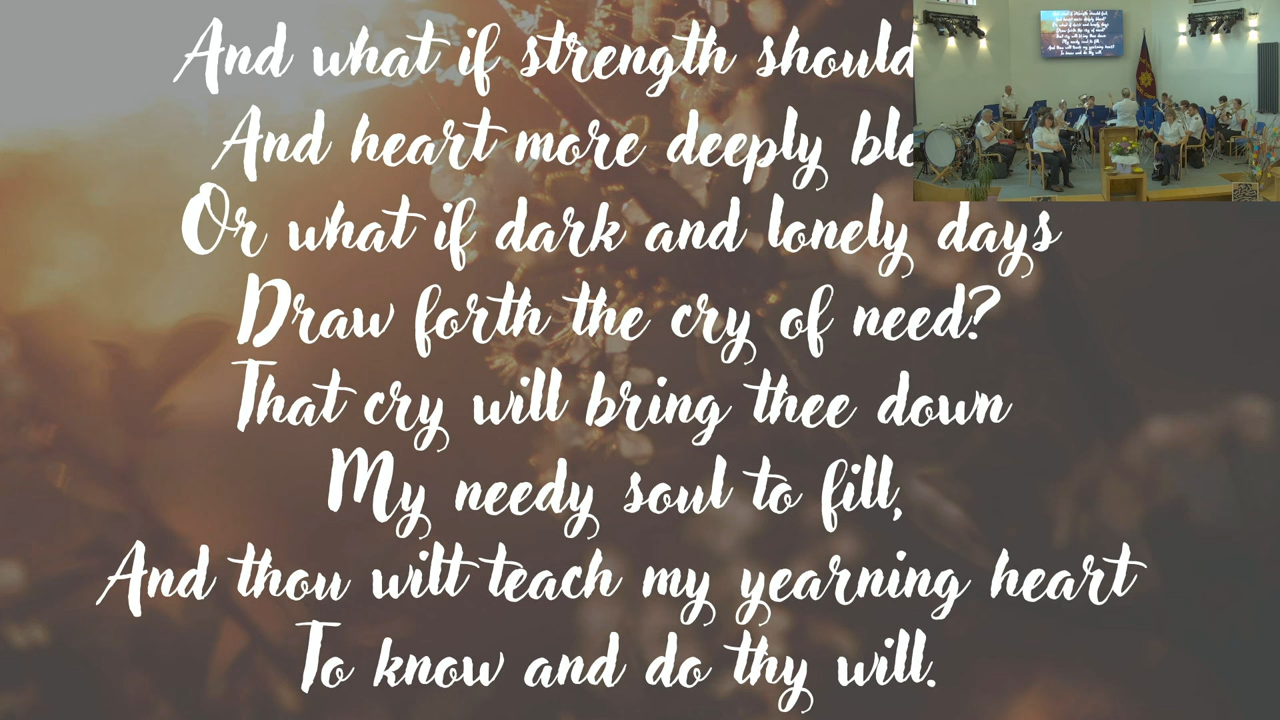 And what if strength should
And heart more deeply
Or what if dark and lonely days
Draw forth the cry of need?
That cry will bring thee down
My needy soul to fill,
And thou wilt teach my yearning heart
To know and do thy will.